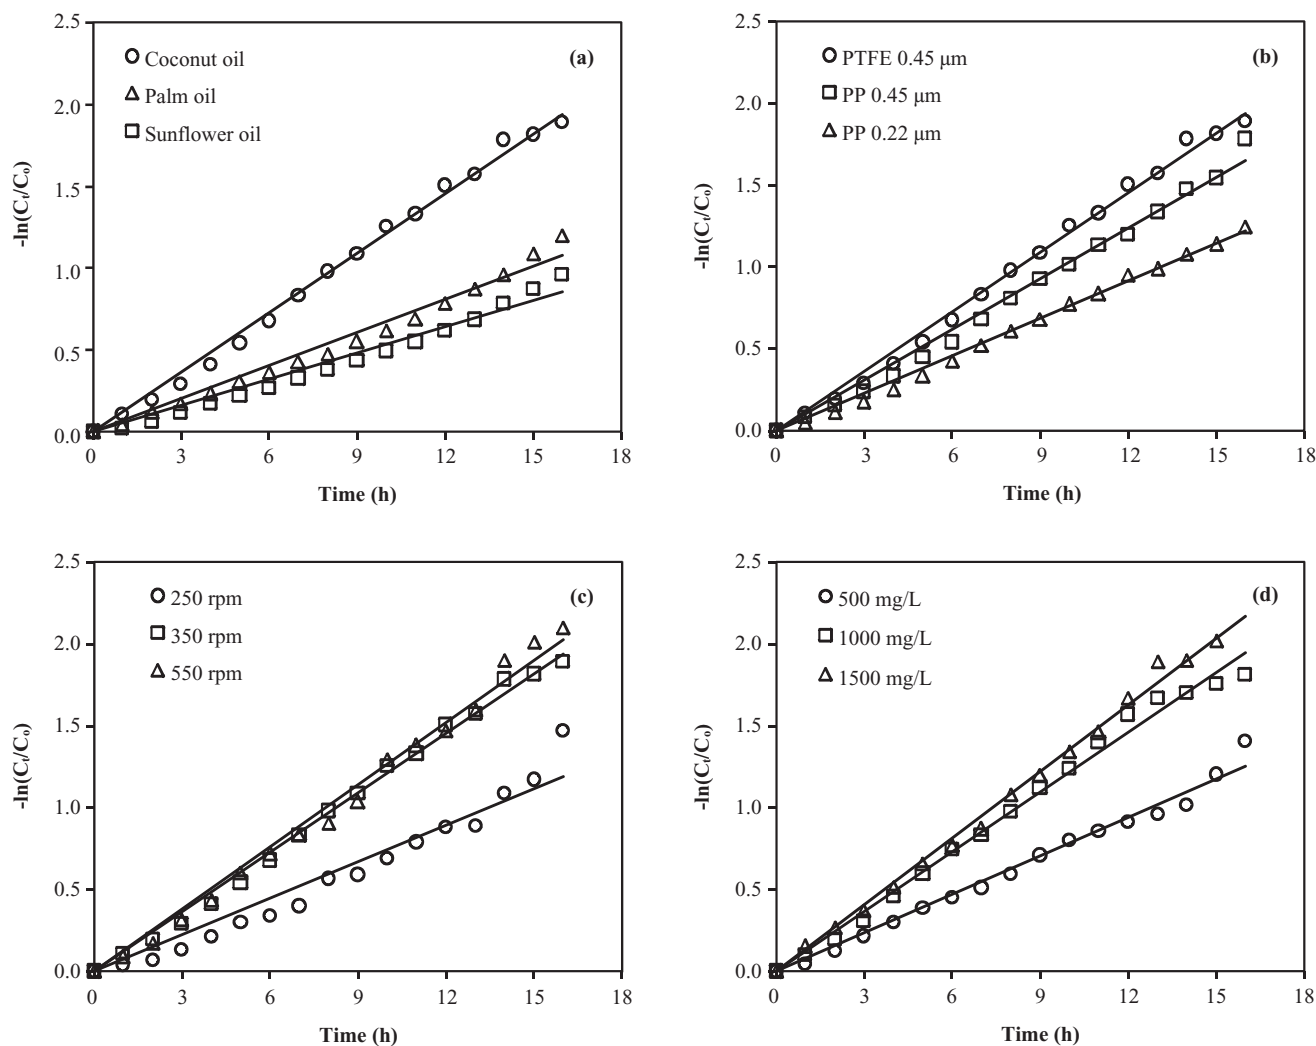 2.5
2.0
1.5
1.0
0.5
0.0
-ln(Cₜ/Cₒ)
Coconut oil
Palm oil
Sunflower oil
(a)
0 3 6 9 12 15 18
Time (h)
2.5
2.0
1.5
1.0
0.5
0.0
-ln(Cₜ/Cₒ)
PTFE 0.45 μm
PP 0.45 μm
PP 0.22 μm
(b)
0 3 6 9 12 15 18
Time (h)
2.5
2.0
1.5
1.0
0.5
0.0
-ln(Cₜ/Cₒ)
250 rpm
350 rpm
550 rpm
(c)
0 3 6 9 12 15 18
Time (h)
2.5
2.0
1.5
1.0
0.5
0.0
-ln(Cₜ/Cₒ)
500 mg/L
1000 mg/L
1500 mg/L
(d)
0 3 6 9 12 15 18
Time (h)